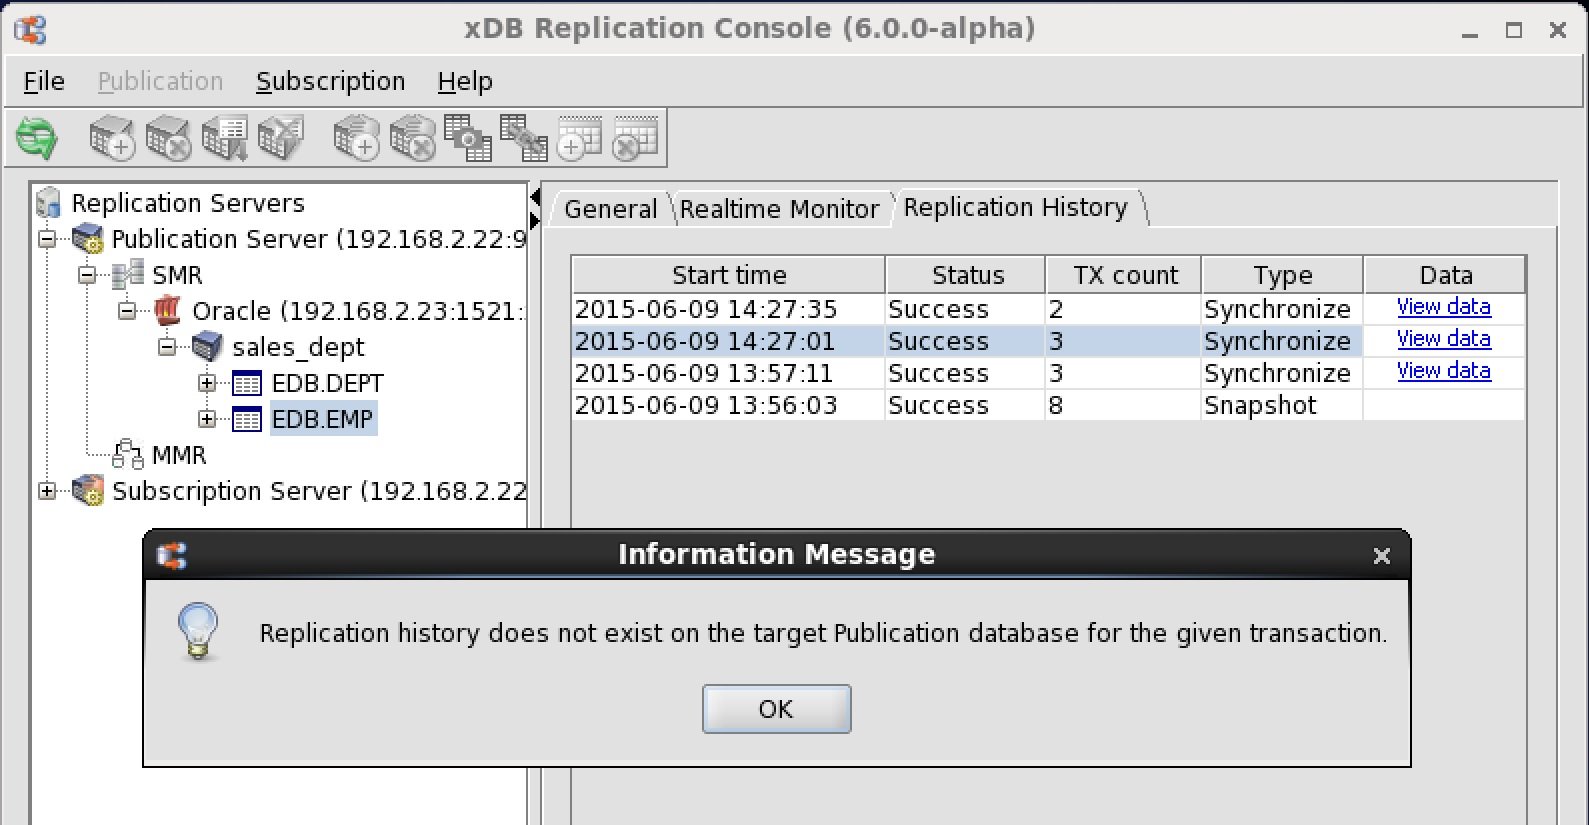 xDB Replication Console (6.0.0-alpha)
File Publication Subscription Help
Replication Servers
Publication Server (192.168.2.22:9
SMR
Oracle (192.168.2.23:1521:
sales_dept
EDB.DEPT
EDB.EMP
MMR
Subscription Server (192.168.2.22
General Realtime Monitor Replication History
Start time Status TX count Type Data
2015-06-09 14:27:35 Success 2 Synchronize View data
2015-06-09 14:27:01 Success 3 Synchronize View data
2015-06-09 13:57:11 Success 3 Synchronize View data
2015-06-09 13:56:03 Success 8 Snapshot
Information Message
Replication history does not exist on the target Publication database for the given transaction.
OK